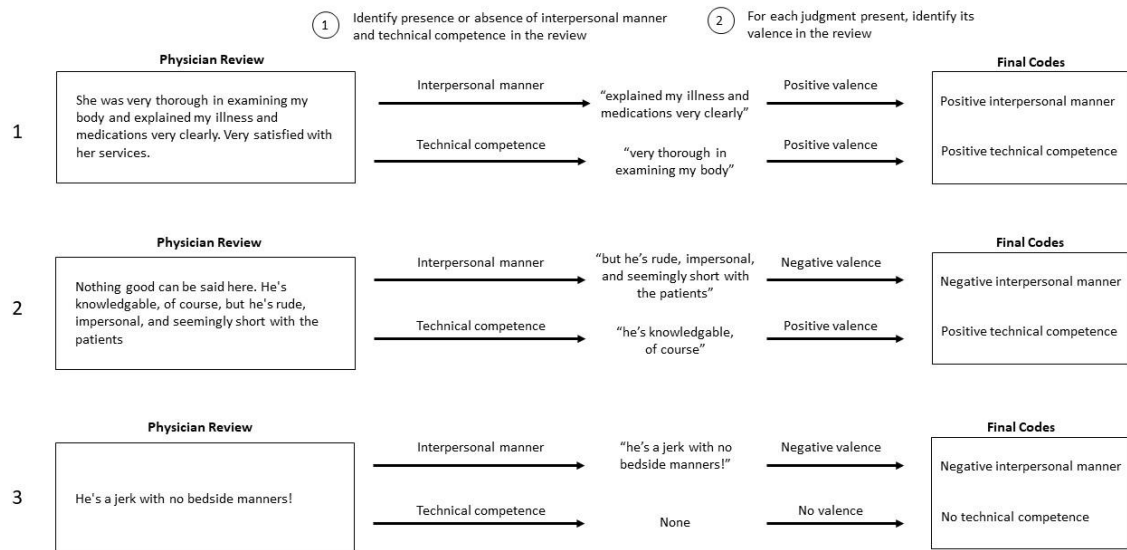 1 Identify presence or absence of interpersonal manner
and technical competence in the review
2 For each judgment present, identify its
valence in the review
1
Physician Review
She was very thorough in examining my
body and explained my illness and
medications very clearly. Very satisfied with
her services.
Interpersonal manner
"explained my illness and
medications very clearly"
Positive valence
Technical competence
"very thorough in
examining my body"
Positive valence
Final Codes
Positive interpersonal manner
Positive technical competence
2
Physician Review
Nothing good can be said here. He's
knowledgable, of course, but he's rude,
impersonal, and seemingly short with the
patients
Interpersonal manner
"but he's rude, impersonal,
and seemingly short with
the patients"
Negative valence
Technical competence
"he's knowledgable,
of course"
Positive valence
Final Codes
Negative interpersonal manner
Positive technical competence
3
Physician Review
He's a jerk with no bedside manners!
Interpersonal manner
"he's a jerk with no
bedside manners!"
Negative valence
Technical competence
None
No valence
Final Codes
Negative interpersonal manner
No technical competence